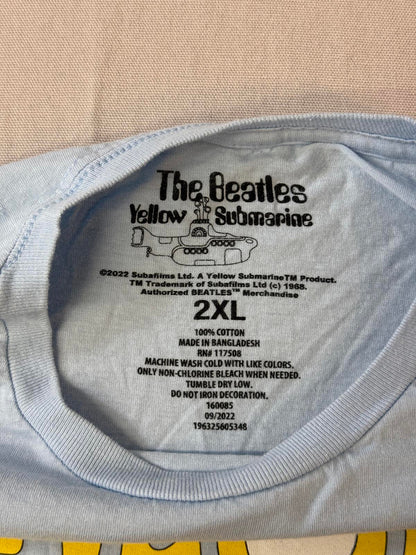 The Beatles
Yellow Submarine
©2022 Subafilms Ltd. A Yellow Submarine™ Product.
TM Trademark of Subafilms Ltd (c) 1968.
Authorized BEATLES™ Merchandise
2XL
100% COTTON
MADE IN BANGLADESH
RN# 117508
MACHINE WASH COLD WITH LIKE COLORS.
ONLY NON-CHLORINE BLEACH WHEN NEEDED.
TUMBLE DRY LOW.
DO NOT IRON DECORATION.
160085
09/2022
196325605348